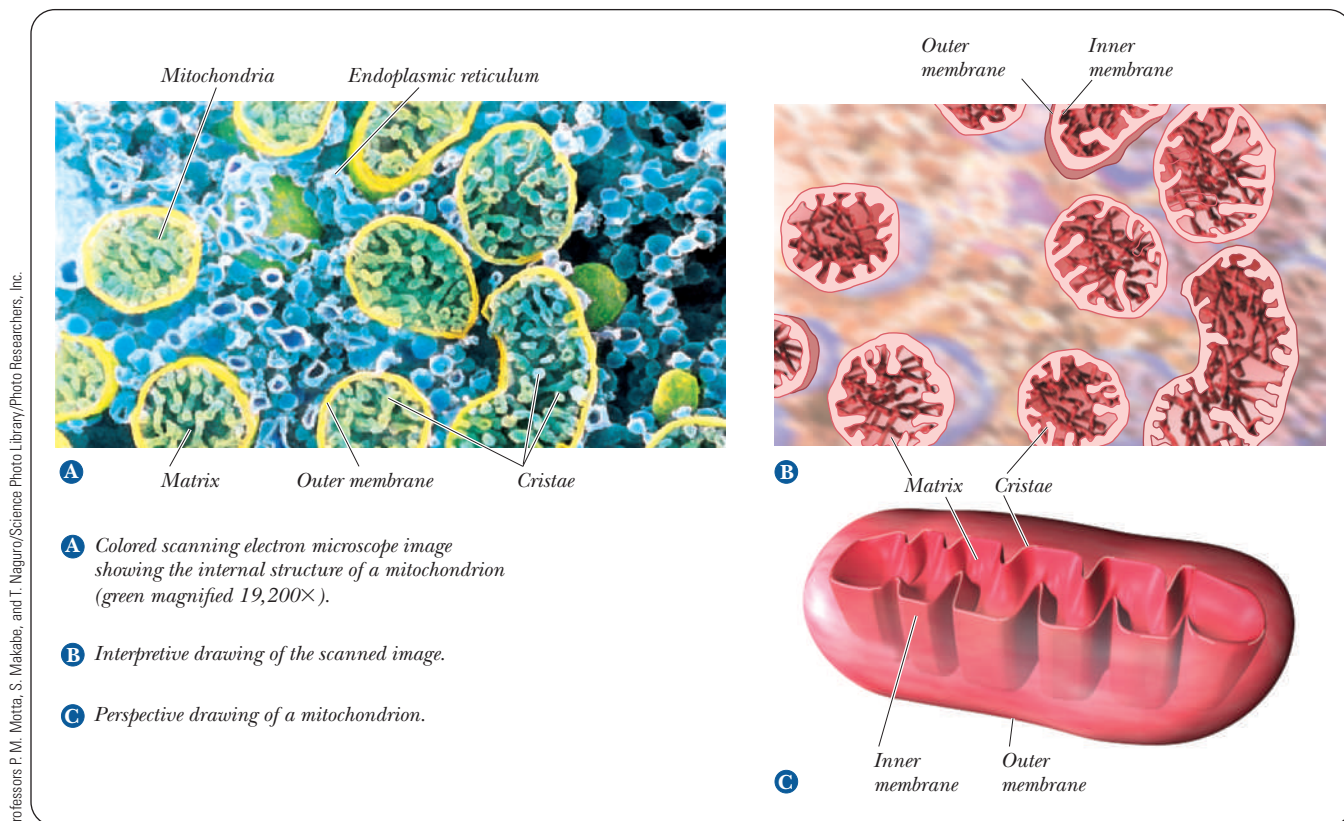 Mitochondria
Endoplasmic reticulum
A
Matrix
Outer membrane
Cristae
A Colored scanning electron microscope image
showing the internal structure of a mitochondrion
(green magnified 19,200×).
B Interpretive drawing of the scanned image.
C Perspective drawing of a mitochondrion.
Outer
membrane
Inner
membrane
B
Matrix
Cristae
Inner
membrane
Outer
membrane
C
rofessors P. M. Motta, S. Makabe, and T. Naguro/Science Photo Library/Photo Researchers, Inc.